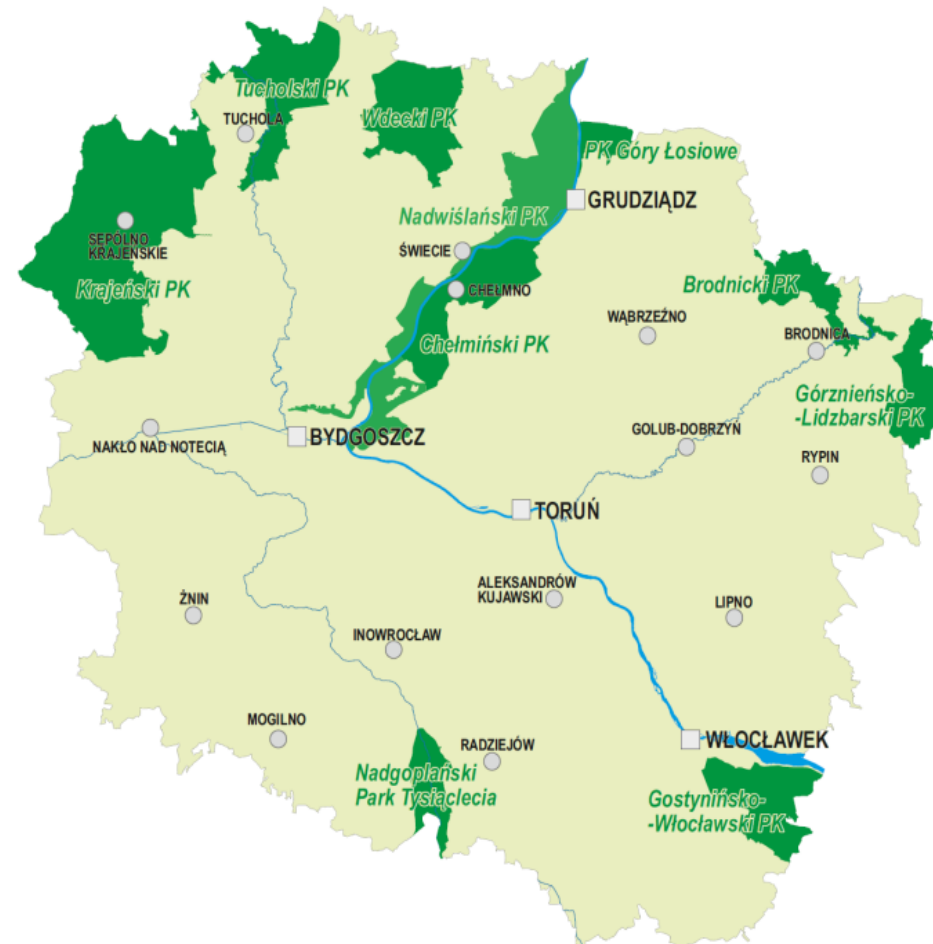 Tucholski PK
TUCHOLA
Wdecki PK
PK Góry Łosiowe
GRUDZIĄDZ
Nadwiślański PK
SĘPÓLNO
KRAJEŃSKIE
ŚWIECIE
Krajeński PK
CHEŁMNO
Brodnicki PK
WĄBRZEŹNO
BRODNICA
Chełmiński PK
Górznieńsko-
-Lidzbarski PK
NAKŁO NAD NOTECIĄ
BYDGOSZCZ
GOLUB-DOBRZYŃ
RYPIN
TORUŃ
ALEKSANDRÓW
KUJAWSKI
ŻNIN
LIPNO
INOWROCŁAW
MOGILNO
RADZIEJÓW
WŁOCŁAWEK
Nadgoplański
Park Tysiąclecia
Gostynińsko-
-Włocławski PK